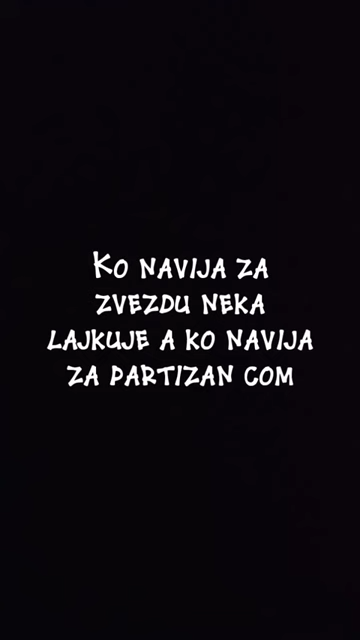 Ko navija za
zvezdu neka
lajkuje a ko navija
za partizan com